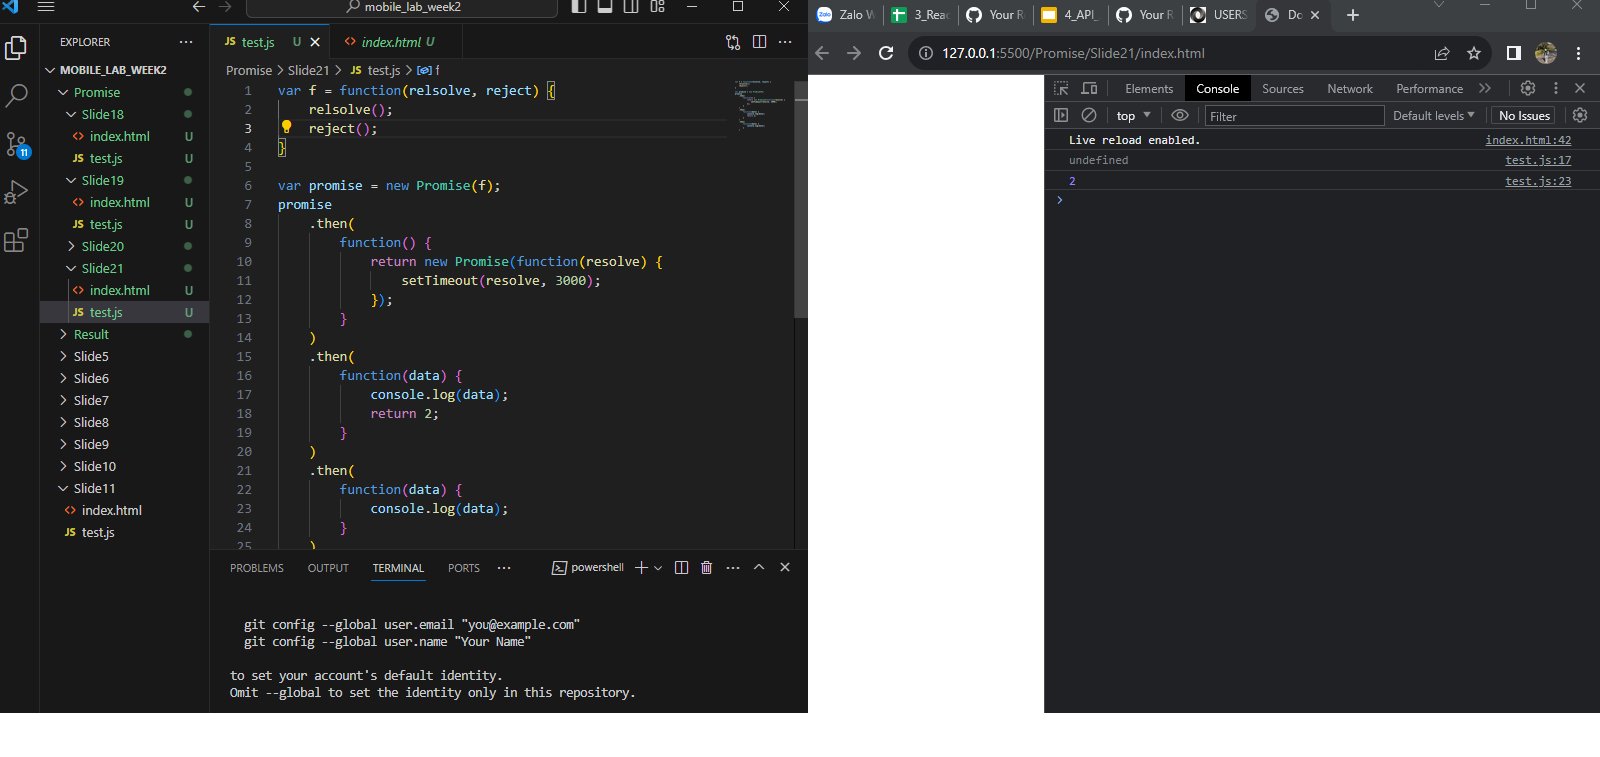 mobile_lab_week2
EXPLORER
MOBILE_LAB_WEEK2
Promise
Slide18
index.html U
JS test.js U
Slide19
index.html U
JS test.js U
Slide20
Slide21
index.html U
JS test.js U
Result
Slide5
Slide6
Slide7
Slide8
Slide9
Slide10
Slide11
index.html
JS test.js
JS test.js U
index.html U
Promise > Slide21 > JS test.js > f
1 var f = function(relsolve, reject) {
2 relsolve();
3 reject();
4 }
5
6 var promise = new Promise(f);
7 promise
8 .then(
9 function() {
10 return new Promise(function(resolve) {
11 setTimeout(resolve, 3000);
12 });
13 }
14 )
15 .then(
16 function(data) {
17 console.log(data);
18 return 2;
19 }
20 )
21 .then(
22 function(data) {
23 console.log(data);
24 }
25 )
PROBLEMS OUTPUT TERMINAL PORTS
powershell
git config --global user.email "you@example.com"
git config --global user.name "Your Name"
to set your account's default identity.
Omit --global to set the identity only in this repository.
11
Zalo
Zalo W
3_Reac
Your R
4_API_
Your R
USERS
Do
127.0.0.1:5500/Promise/Slide21/index.html
Elements Console Sources Network Performance
top Filter Default levels No Issues
Live reload enabled. index.html:42
undefined test.js:17
2 test.js:23